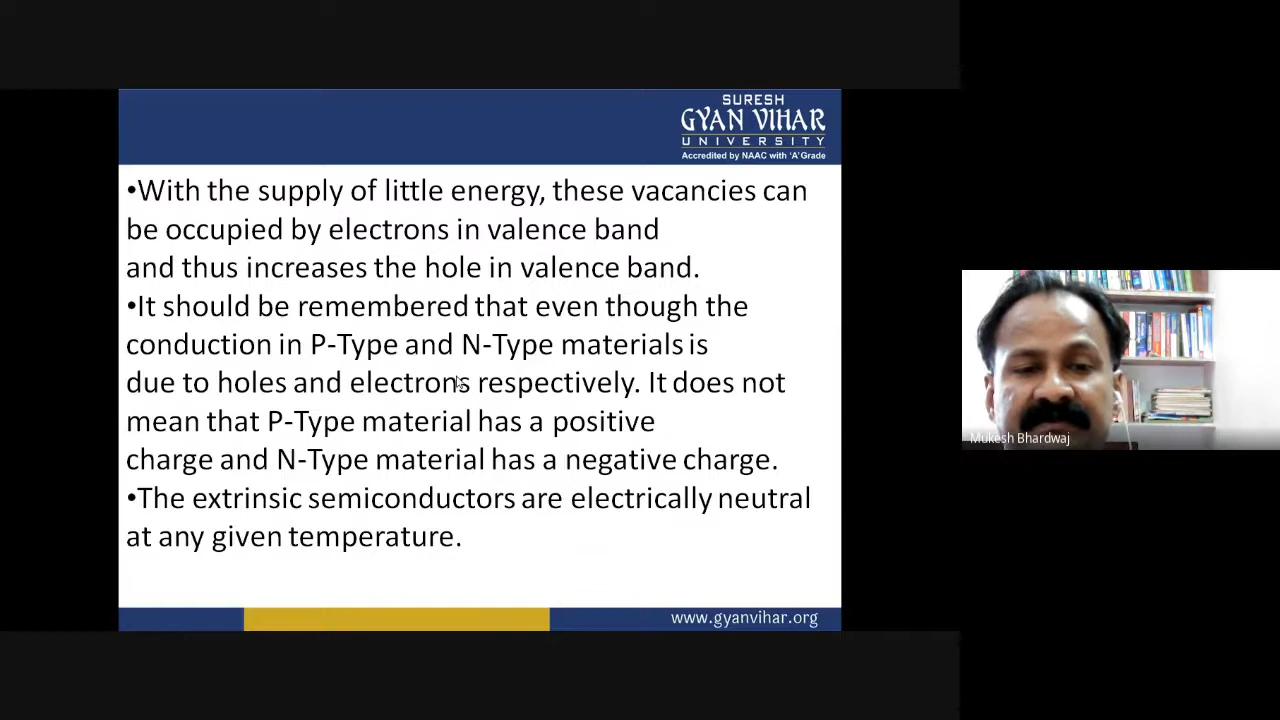 SURESH
GYAN VIHAR
UNIVERSITY
Accredited by NAAC with 'A' Grade
•With the supply of little energy, these vacancies can
be occupied by electrons in valence band
and thus increases the hole in valence band.
•It should be remembered that even though the
conduction in P-Type and N-Type materials is
due to holes and electrons respectively. It does not
mean that P-Type material has a positive
charge and N-Type material has a negative charge.
•The extrinsic semiconductors are electrically neutral
at any given temperature.
www.gyanvihar.org
Mukesh Bhardwaj